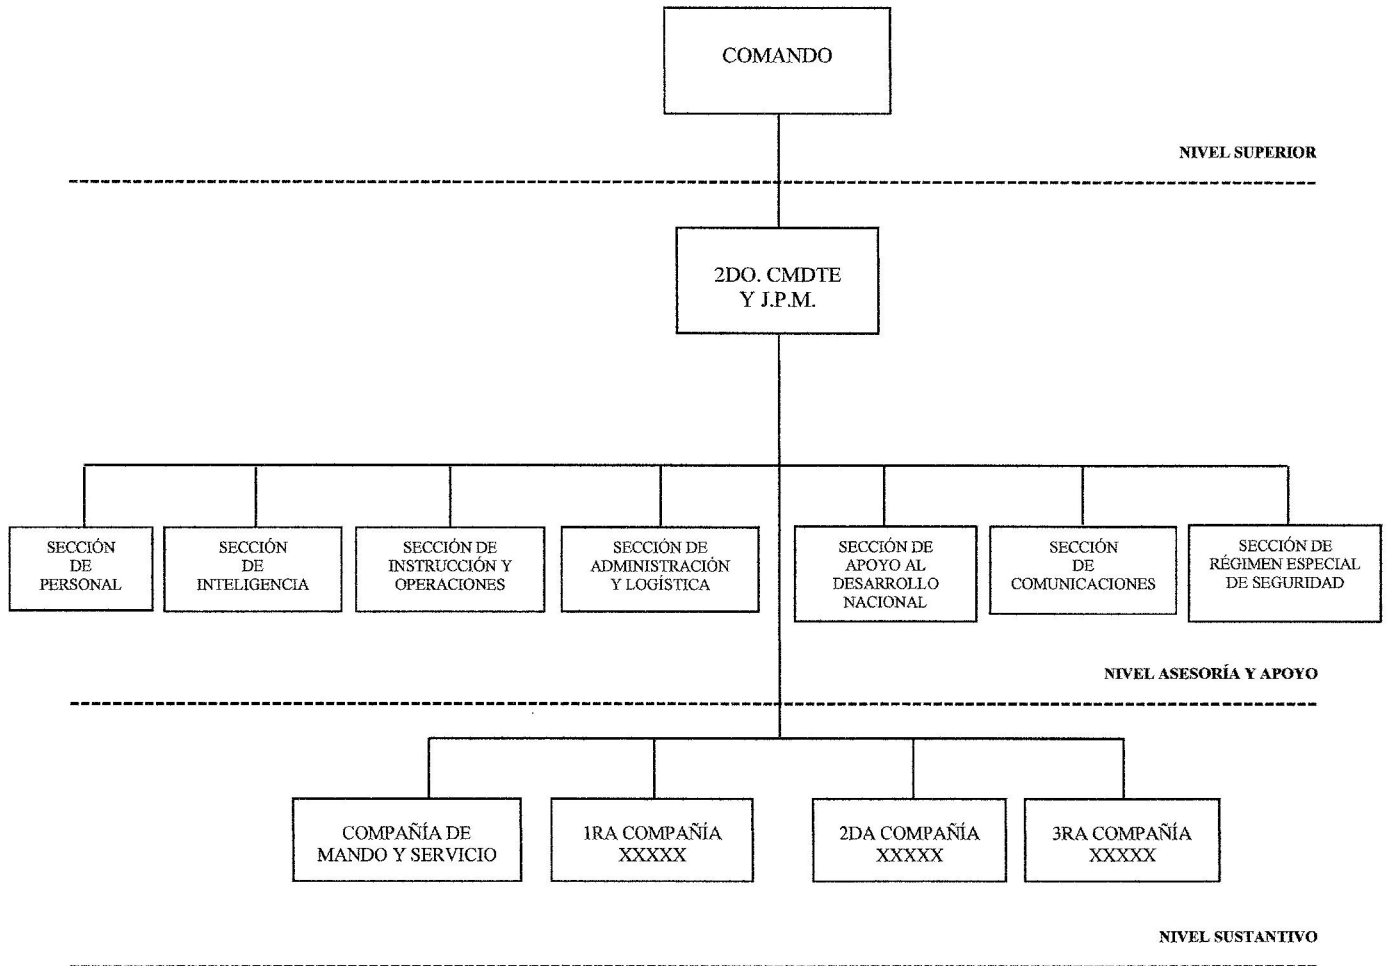 COMANDO
NIVEL SUPERIOR
2DO. CMDTE
Y J.P.M.
SECCIÓN
DE
PERSONAL
SECCIÓN
DE
INTELIGENCIA
SECCIÓN DE
INSTRUCCIÓN Y
OPERACIONES
SECCIÓN DE
ADMINISTRACIÓN
Y LOGÍSTICA
SECCIÓN DE
APOYO AL
DESARROLLO
NACIONAL
SECCIÓN
DE
COMUNICACIONES
SECCIÓN DE
RÉGIMEN ESPECIAL
DE SEGURIDAD
NIVEL ASESORÍA Y APOYO
COMPAÑÍA DE
MANDO Y SERVICIO
1RA COMPAÑÍA
XXXXX
2DA COMPAÑÍA
XXXXX
3RA COMPAÑÍA
XXXXX
NIVEL SUSTANTIVO